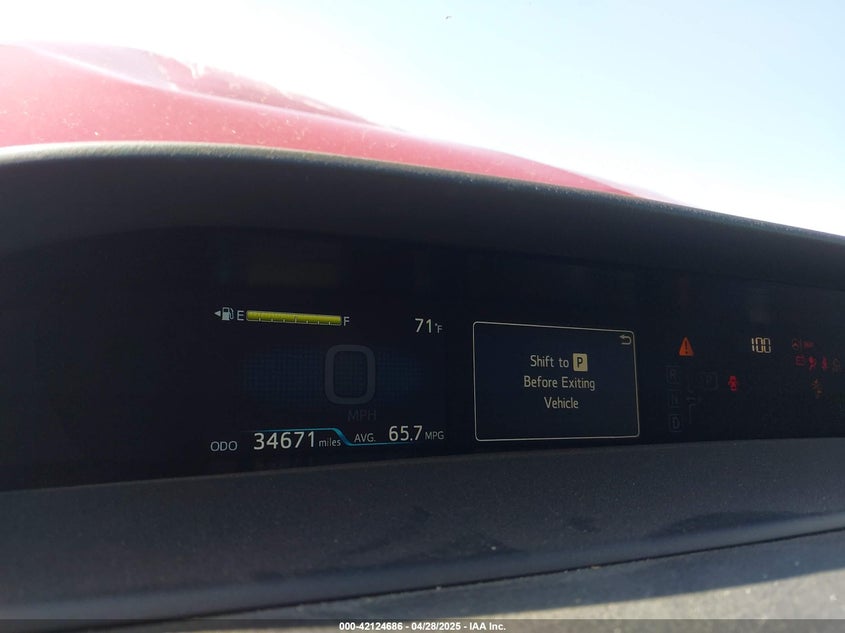 E F
71°F
Shift to P
Before Exiting
Vehicle
100
R
N
D
0
MPH
ODO 34671 miles AVG. 65.7 MPG
000-42124686 / 04/28/2025 - IAA Inc.